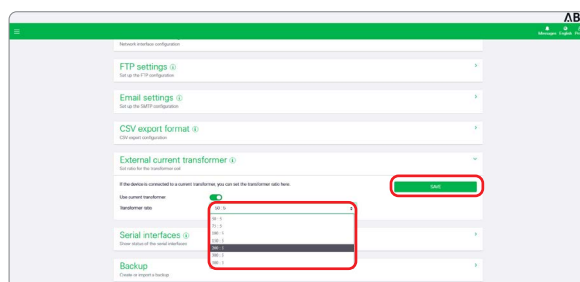 AB
Messages English
Network interface configuration
FTP settings
Set up the FTP configuration
Email settings
Set up the SMTP configuration
CSV export format
CSV export configuration
External current transformer
Set ratio for the transformer unit
If the device is connected to a current transformer, you can set the transformer ratio here.
SAVE
Use current transformer
Transformer ratio
Serial interfaces
Show status of the serial interfaces
Backup
Create or import a backup